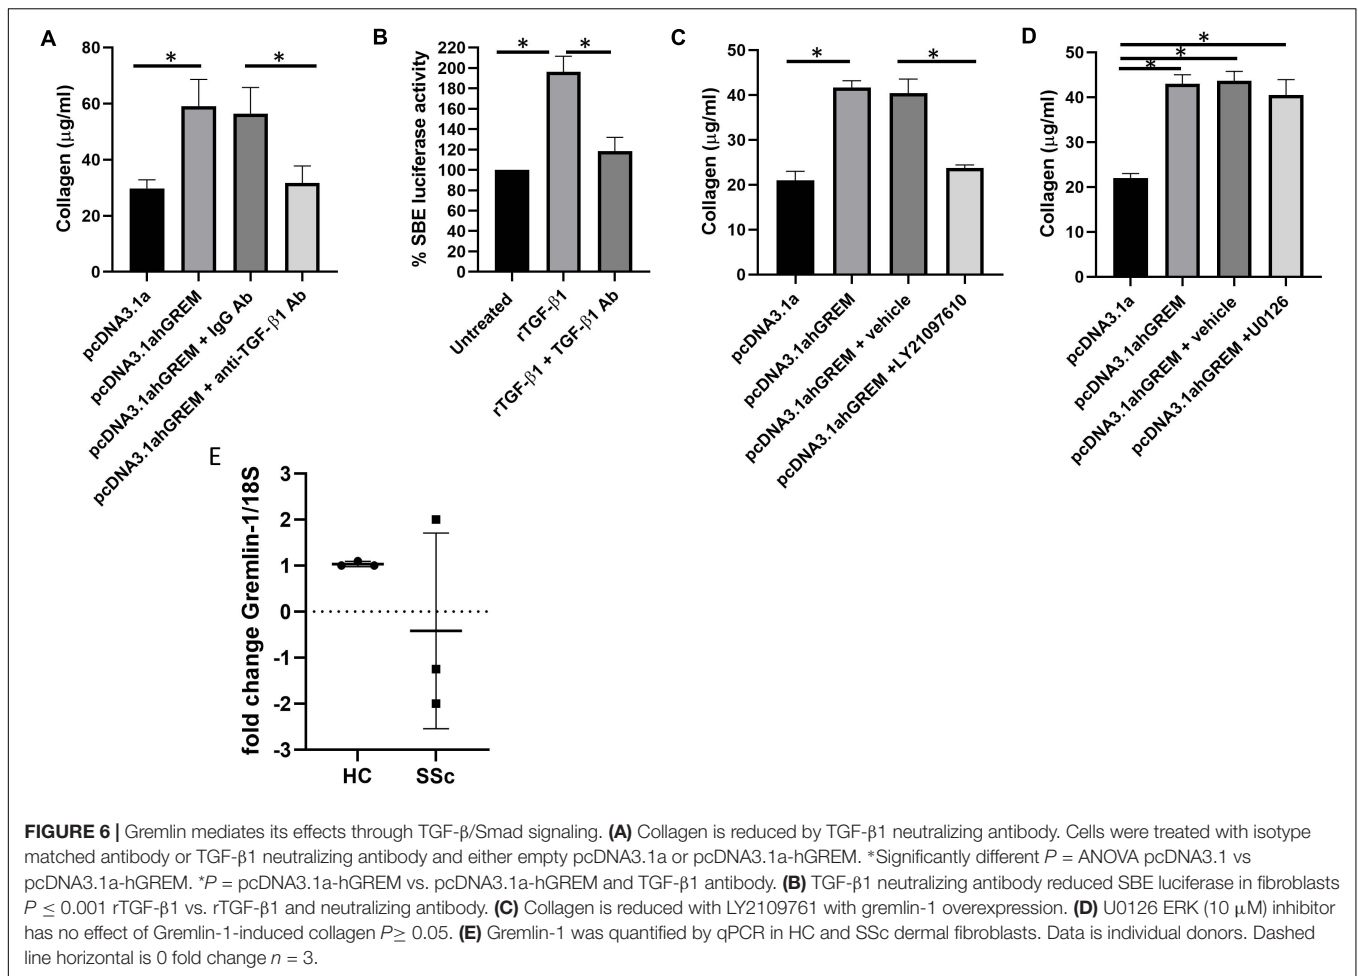 A
Collagen (μg/ml)
80
60
40
20
0
*
*
pcDNA3.1a
pcDNA3.1ahGREM
pcDNA3.1ahGREM + IgG Ab
pcDNA3.1ahGREM + anti-TGF-β1 Ab
B
% SBE luciferase activity
220
200
180
160
140
120
100
80
60
40
20
0
*
*
Untreated
rTGF-β1
rTGF-β1 + TGF-β1 Ab
C
Collagen (μg/ml)
50
40
30
20
10
0
*
*
pcDNA3.1a
pcDNA3.1ahGREM
pcDNA3.1ahGREM + vehicle
pcDNA3.1ahGREM +LY21097610
D
Collagen (μg/ml)
50
40
30
20
10
0
*
*
*
pcDNA3.1a
pcDNA3.1ahGREM
pcDNA3.1ahGREM + vehicle
pcDNA3.1ahGREM +U0126
E
fold change Gremlin-1/18S
3
2
1
0
-1
-2
-3
HC
SSc
FIGURE 6 | Gremlin mediates its effects through TGF-β/Smad signaling. (A) Collagen is reduced by TGF-β1 neutralizing antibody. Cells were treated with isotype
matched antibody or TGF-β1 neutralizing antibody and either empty pcDNA3.1a or pcDNA3.1a-hGREM. *Significantly different P = ANOVA pcDNA3.1 vs
pcDNA3.1a-hGREM. *P = pcDNA3.1a-hGREM vs. pcDNA3.1a-hGREM and TGF-β1 antibody. (B) TGF-β1 neutralizing antibody reduced SBE luciferase in fibroblasts
P ≤ 0.001 rTGF-β1 vs. rTGF-β1 and neutralizing antibody. (C) Collagen is reduced with LY2109761 with gremlin-1 overexpression. (D) U0126 ERK (10 μM) inhibitor
has no effect of Gremlin-1-induced collagen P≥ 0.05. (E) Gremlin-1 was quantified by qPCR in HC and SSc dermal fibroblasts. Data is individual donors. Dashed
line horizontal is 0 fold change n = 3.